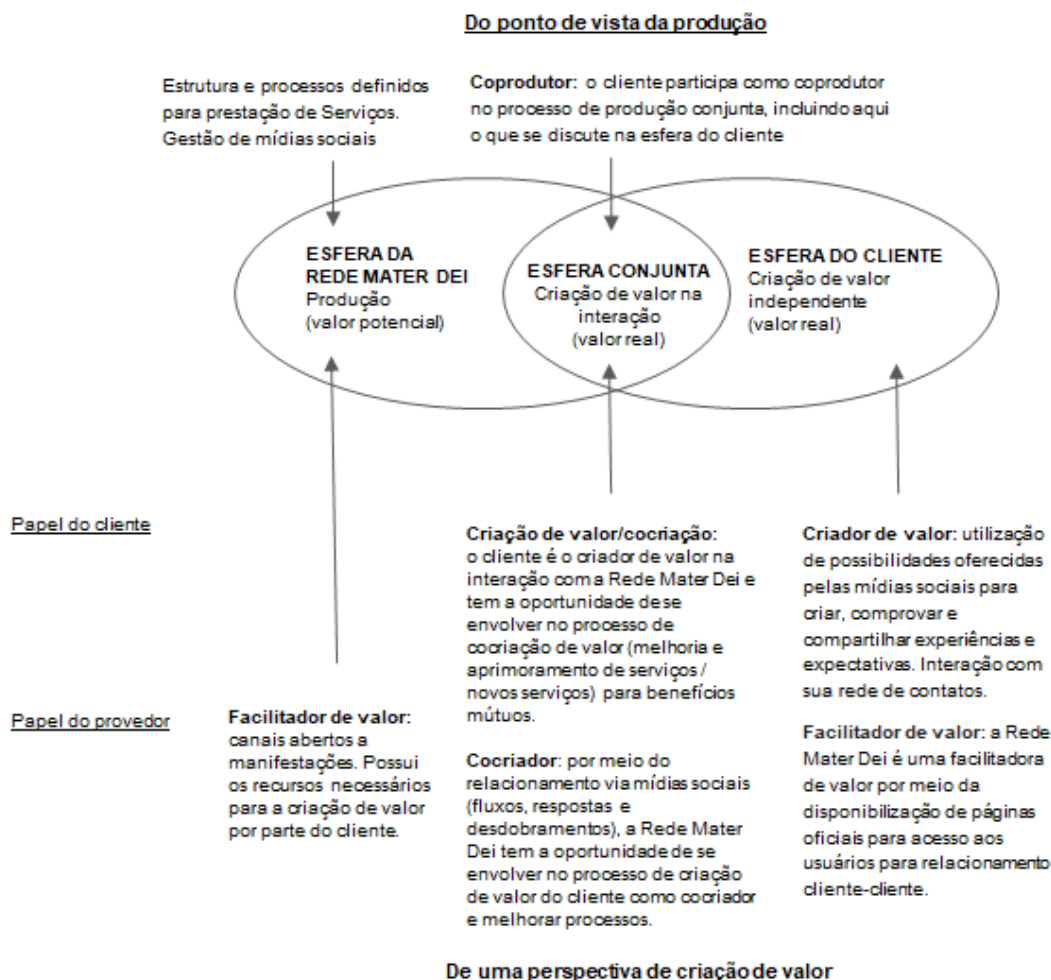 Do ponto de vista da produção
Estrutura e processos definidos
para prestação de Serviços.
Gestão de mídias sociais
Coprodutor: o cliente participa como coprodutor
no processo de produção conjunta, incluindo aqui
o que se discute na esfera do cliente
ESFERA DA
REDE MATER DEI
Produção
(valor potencial)
ESFERA CONJUNTA
Criação de valor na
interação
(valor real)
ESFERA DO CLIENTE
Criação de valor
independente
(valor real)
Papel do cliente
Criação de valor/cocriação:
o cliente é o criador de valor na
interação com a Rede Mater Dei e
tem a oportunidade de se
envolver no processo de
cocriação de valor (melhoria e
aprimoramento de serviços /
novos serviços) para benefícios
mútuos.
Criador de valor: utilização
de possibilidades oferecidas
pelas mídias sociais para
criar, comprovar e
compartilhar experiências e
expectativas. Interação com
sua rede de contatos.
Papel do provedor
Facilitador de valor:
canais abertos a
manifestações. Possui
os recursos necessários
para a criação de valor
por parte do cliente.
Cocriador: por meio do
relacionamento via mídias sociais
(fluxos, respostas e
desdobramentos), a Rede Mater
Dei tem a oportunidade de se
envolver no processo de criação
de valor do cliente como cocriador
e melhorar processos.
Facilitador de valor: a Rede
Mater Dei é uma facilitadora
de valor por meio da
disponibilização de páginas
oficiais para acesso aos
usuários para relacionamento
cliente-cliente.
De uma perspectiva de criação de valor